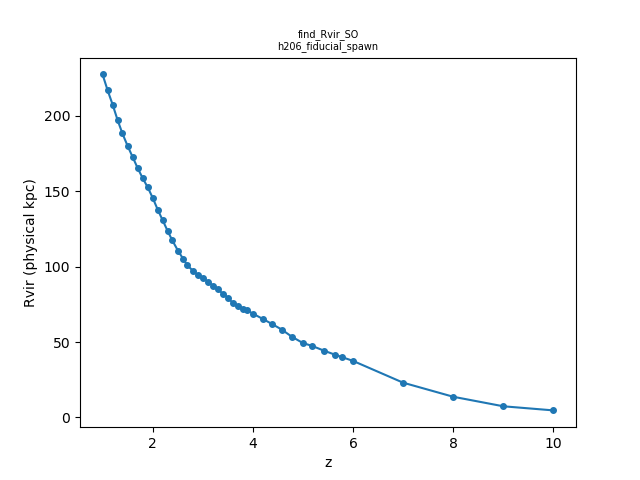 find_Rvir_SO
h206_fiducial_spawn
200
150
100
50
0
Rvir (physical kpc)
2 4 6 8 10
z